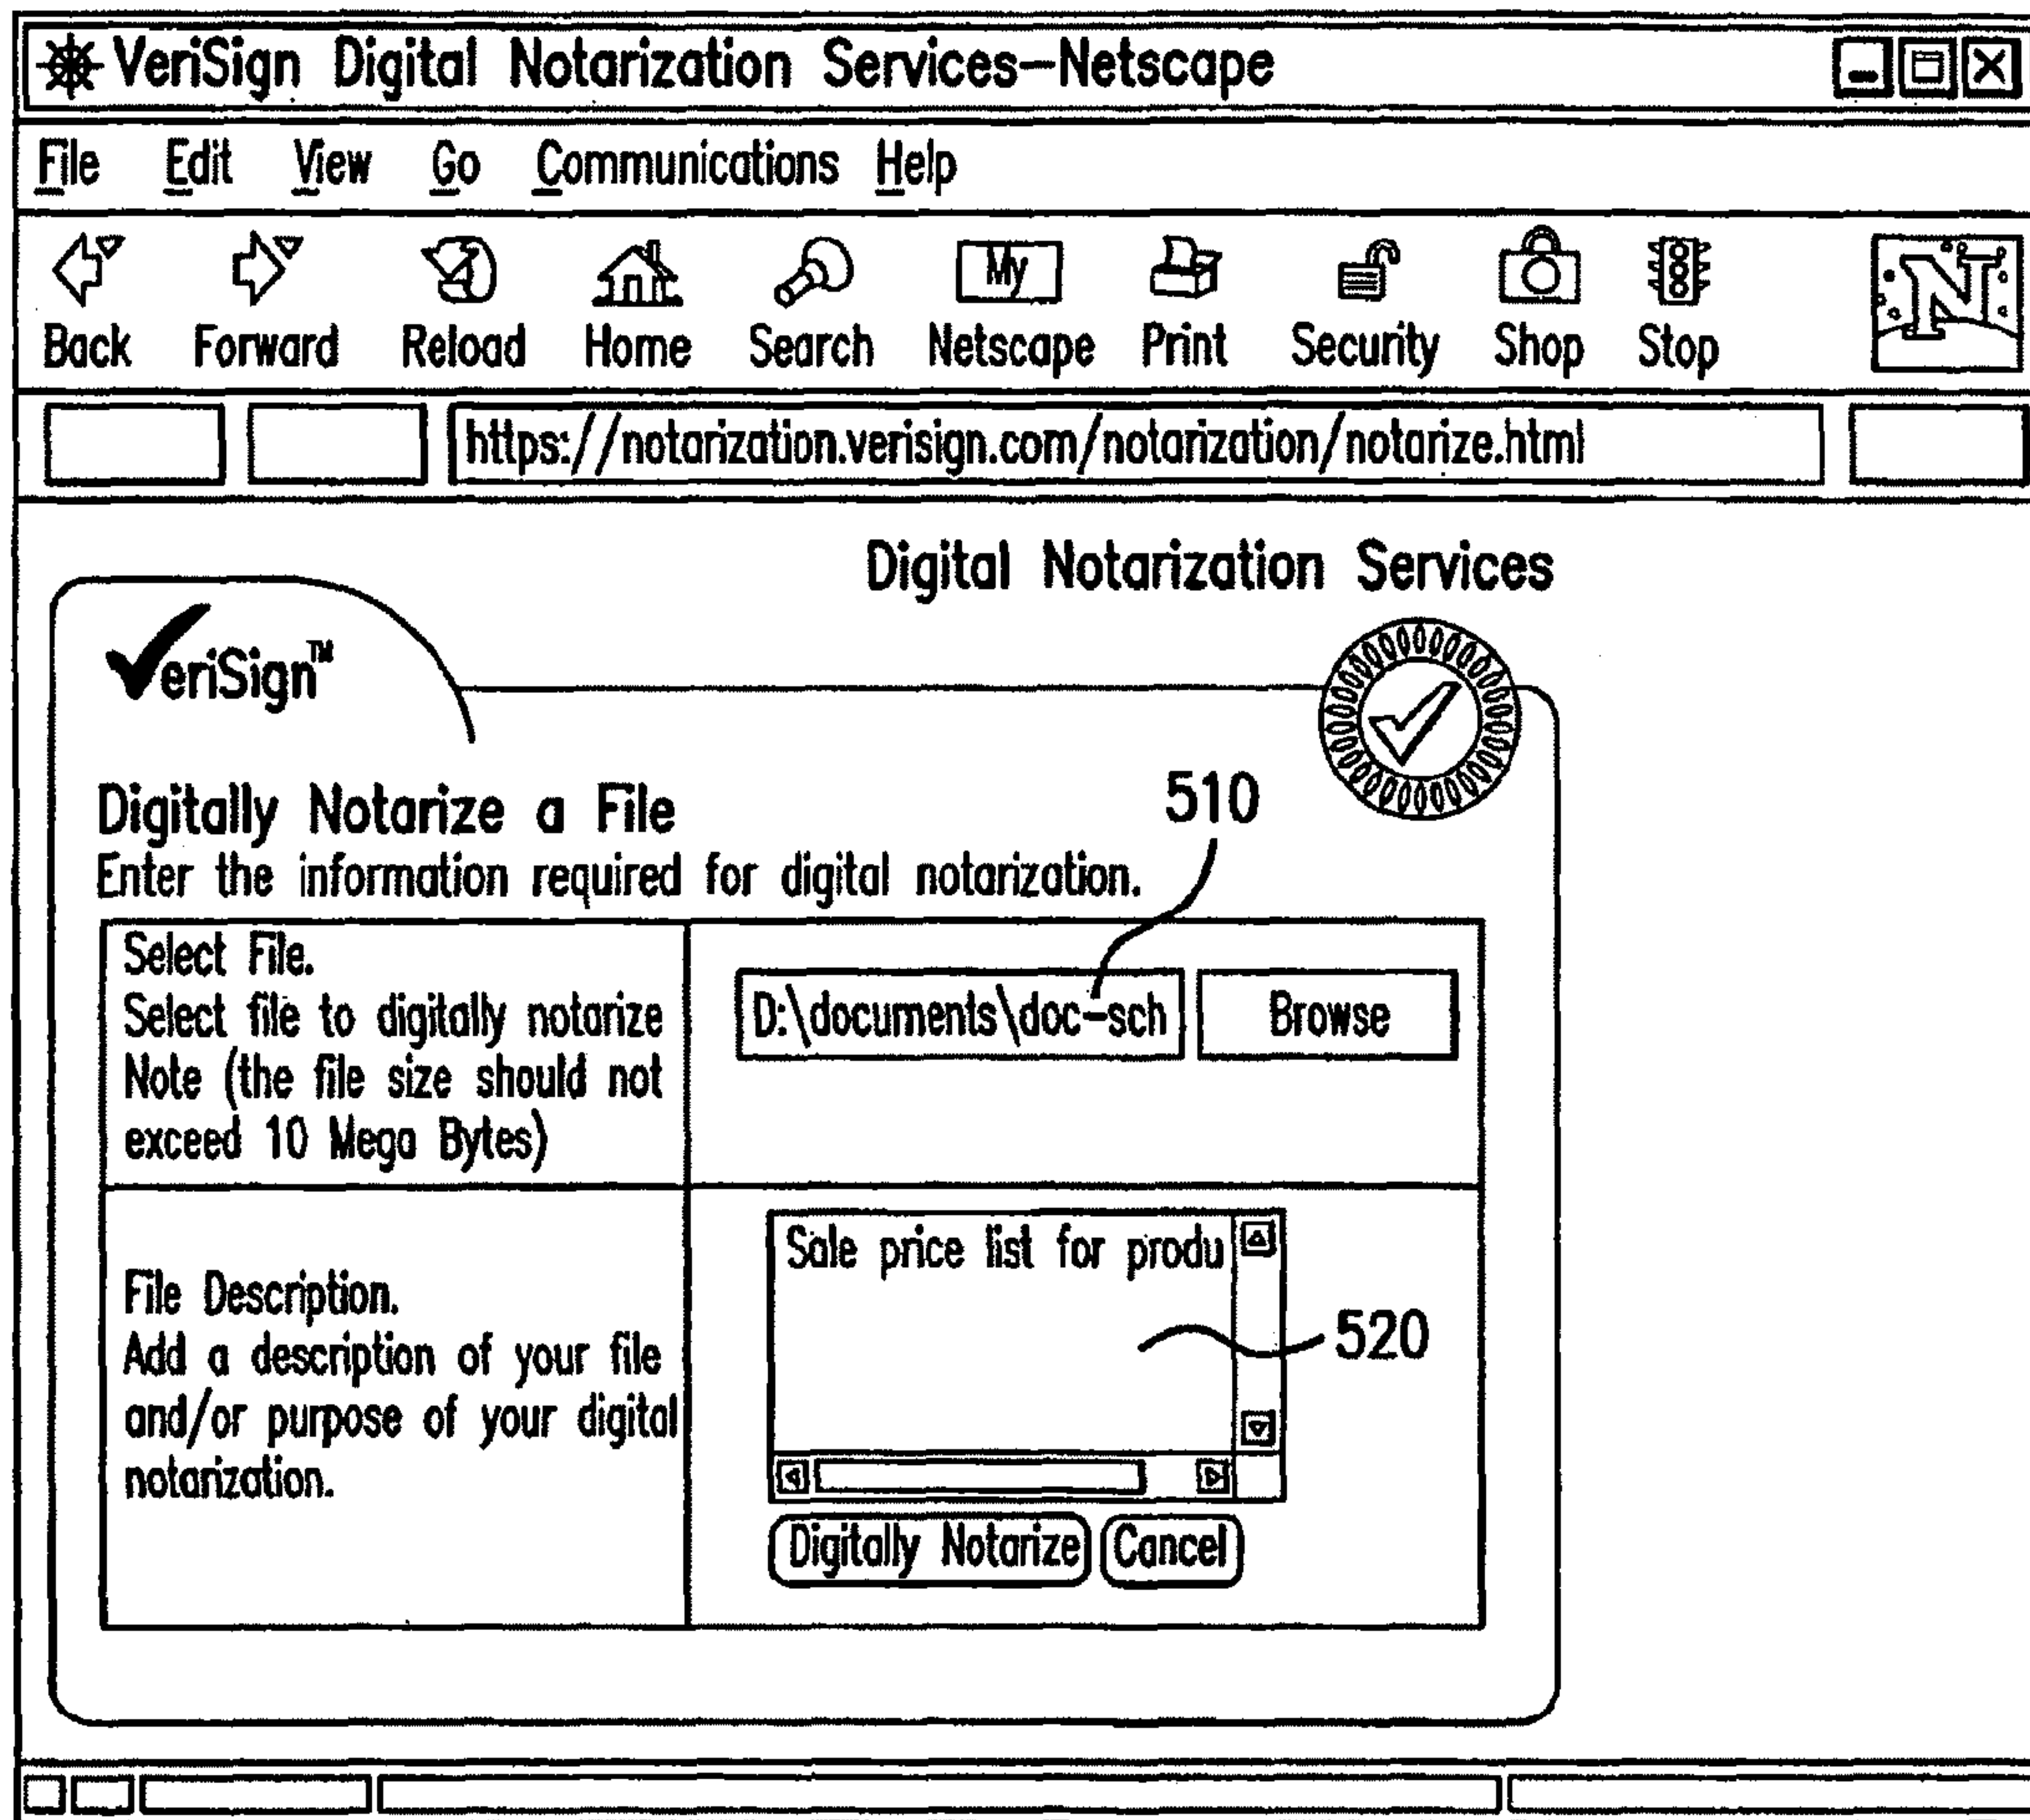 VeriSign Digital Notarization Services-Netscape
File Edit View Go Communications Help
My
N
Back Forward Reload Home Search Netscape Print Security Shop Stop
https://notarization.verisign.com/notarization/notarize.html
Digital Notarization Services
VeriSign™
Digitally Notarize a File
510
Enter the information required for digital notarization.
Select File.
Select file to digitally notarize
Note (the file size should not
exceed 10 Mega Bytes)
D:\documents\doc-sch
Browse
File Description.
Add a description of your file
and/or purpose of your digital
notarization.
Sale price list for produ
520
Digitally Notarize
Cancel